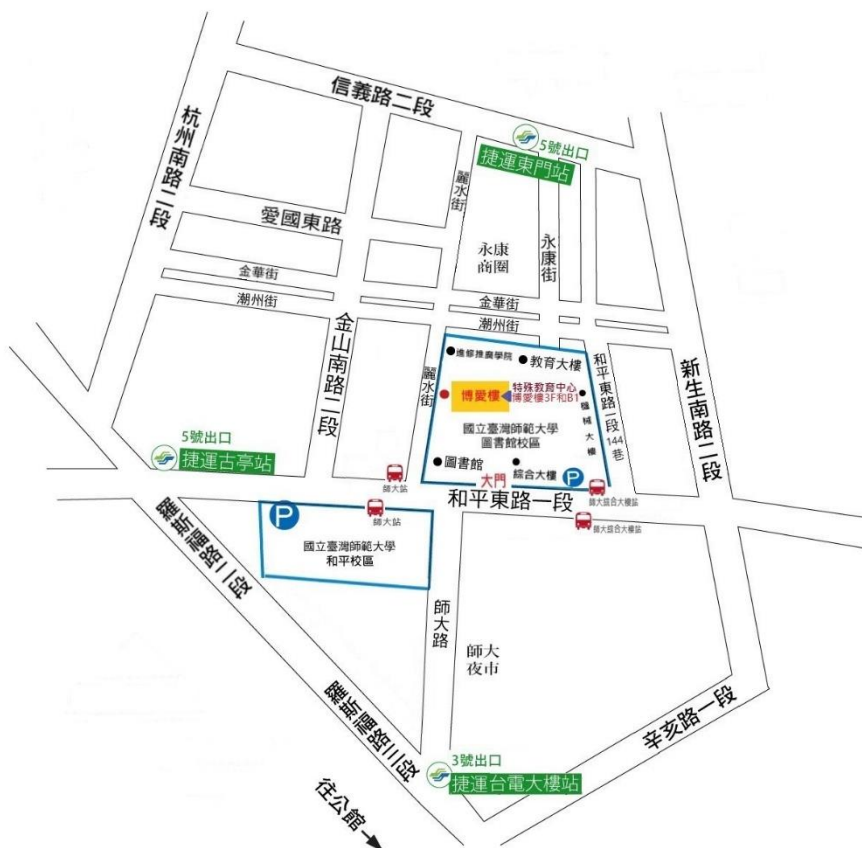 信義路二段
杭州南路二段
5號出口
捷運東門站
麗水街
愛國東路
永康
商圈
永康街
金華街
潮州街
金華街
潮州街
金山南路二段
新生南路二段
進修推廣學院
教育大樓
和平東路一段144巷
麗水街
博愛樓
特殊教育中心
博愛樓3F和B1
機械大樓
國立臺灣師範大學
圖書館校區
5號出口
捷運古亭站
圖書館
綜合大樓
P
大門
師大站
和平東路一段
師大綜合大樓站
P
師大站
師大綜合大樓站
國立臺灣師範大學
和平校區
羅斯福路二段
師大路
師大
夜市
羅斯福路三段
辛亥路一段
3號出口
捷運台電大樓站
往公館